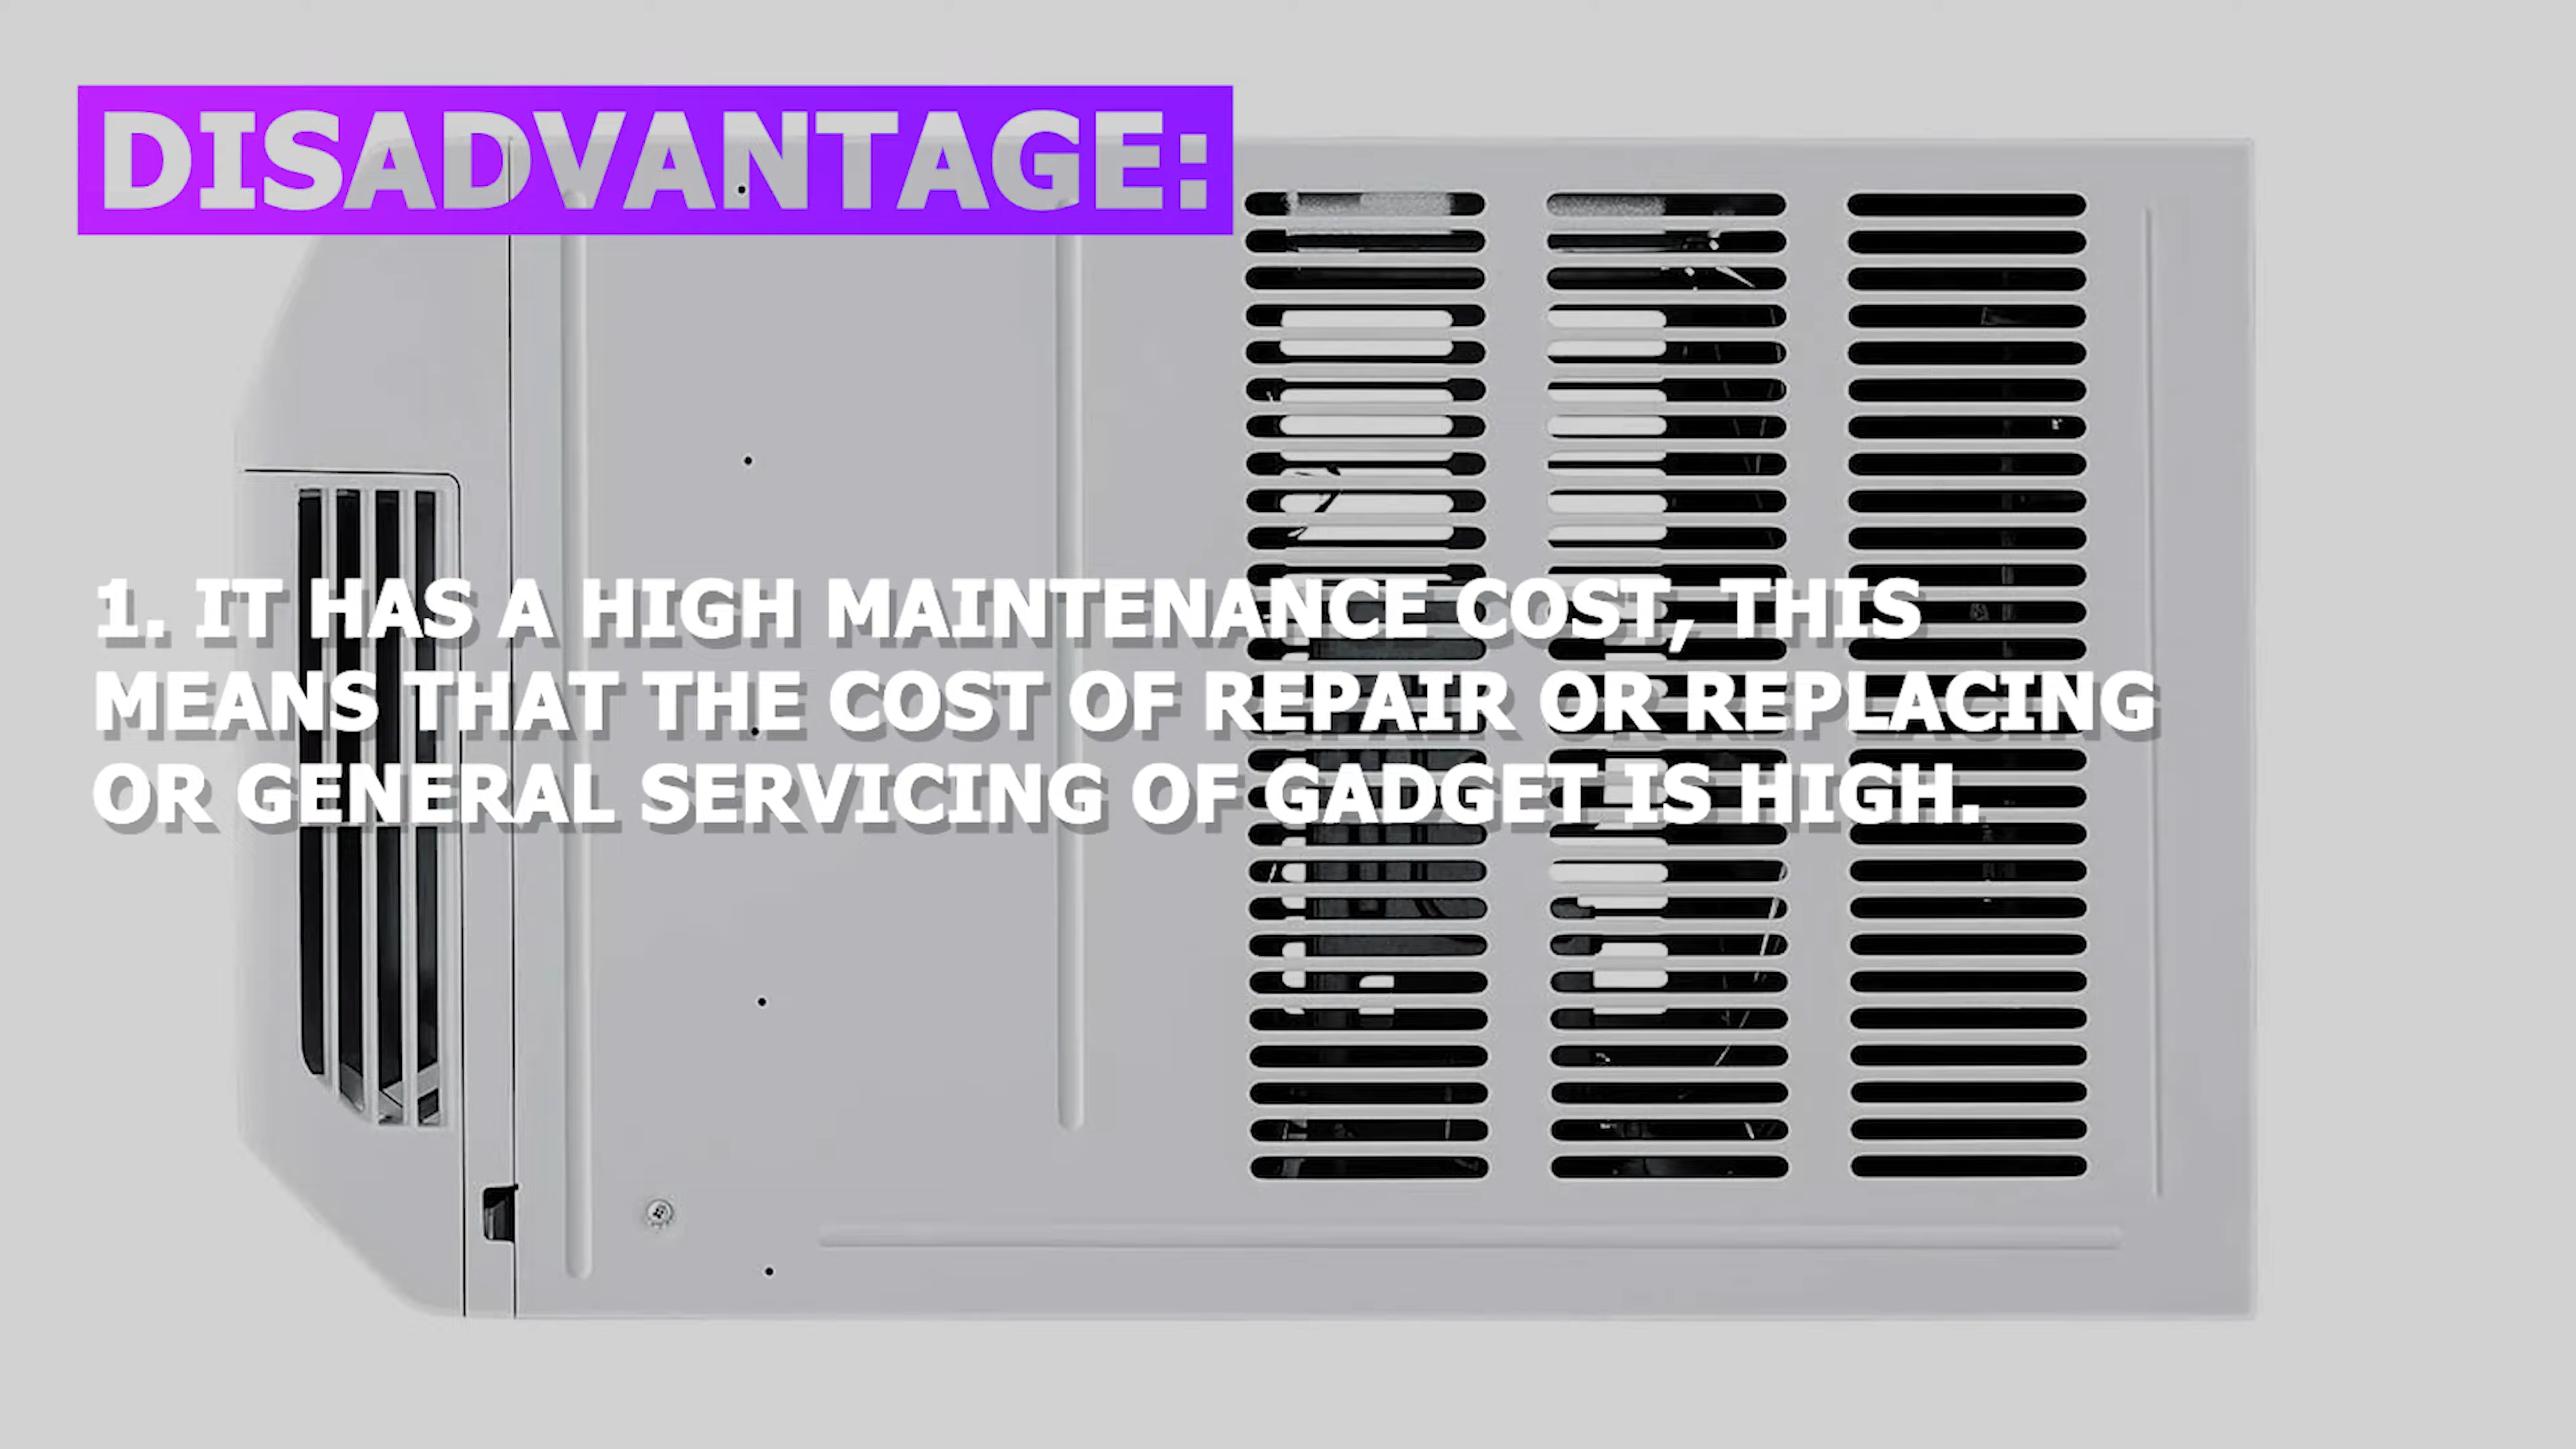 DISADVANTAGE:
1. IT HAS A HIGH MAINTENANCE COST, THIS
MEANS THAT THE COST OF REPAIR OR REPLACING
OR GENERAL SERVICING OF GADGET IS HIGH.